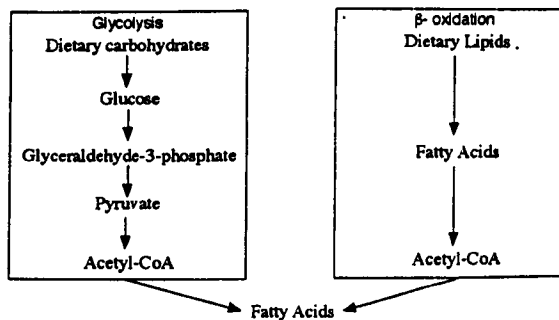 Glycolysis
Dietary carbohydrates
Glucose
Glyceraldehyde-3-phosphate
Pyruvate
Acetyl-CoA
β- oxidation
Dietary Lipids
Fatty Acids
Acetyl-CoA
Fatty Acids